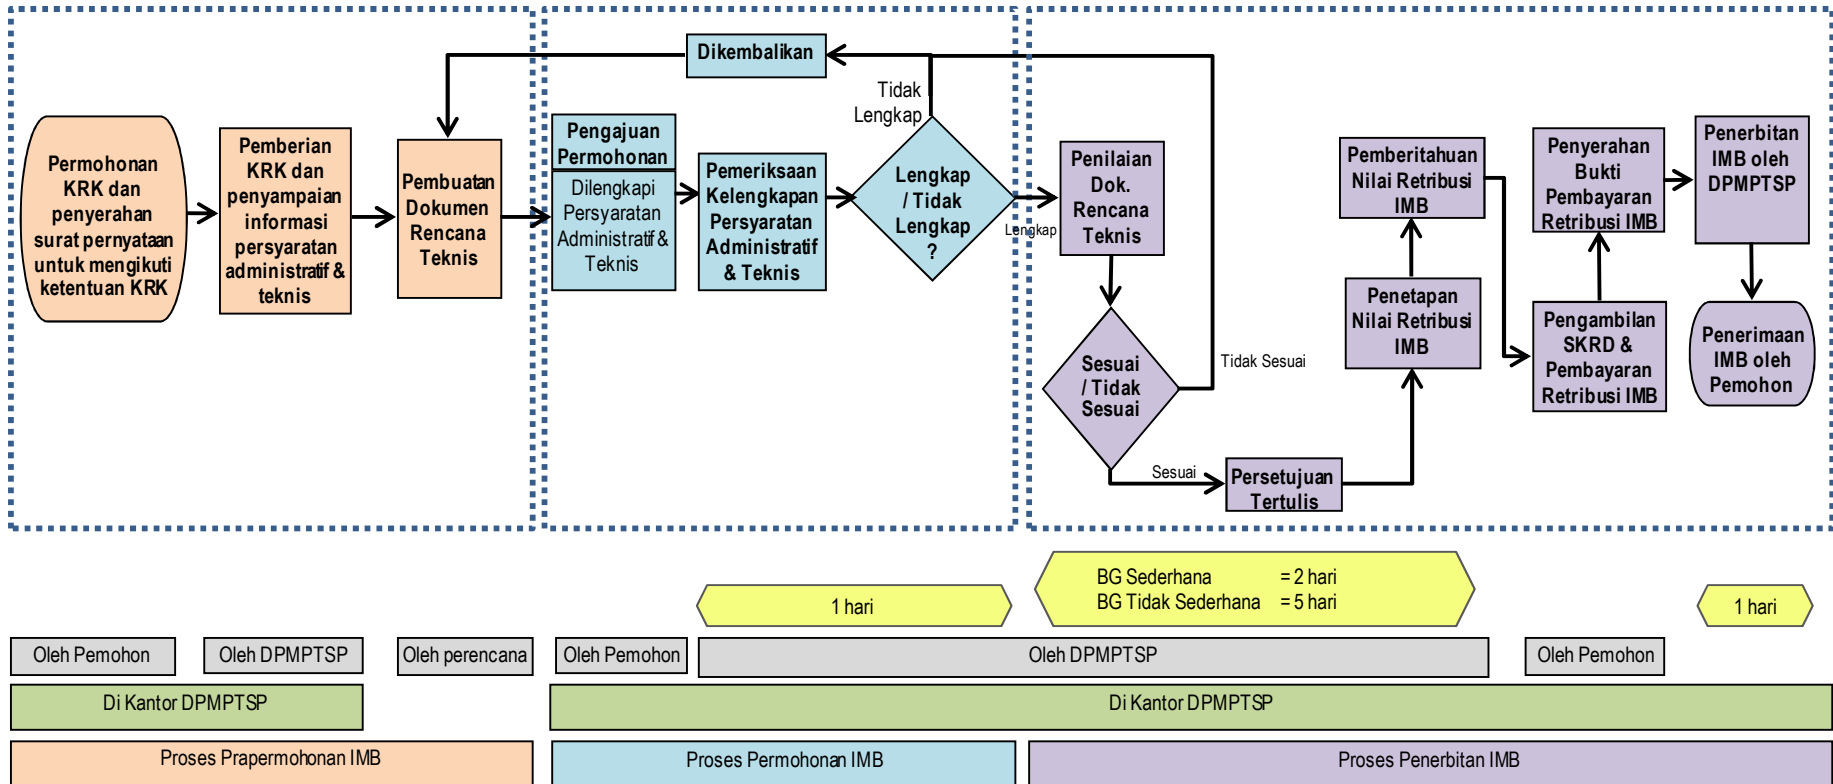 Permohonan
KRK dan
penyerahan
surat pernyataan
untuk mengikuti
ketentuan KRK
Pemberian
KRK dan
penyampaian
informasi
persyaratan
administratif &
teknis
Pembuatan
Dokumen
Rencana
Teknis
Dikembalikan
Pengajuan
Permohonan
Dilengkapi
Persyaratan
Administratif &
Teknis
Pemeriksaan
Kelengkapan
Persyaratan
Administratif
& Teknis
Tidak
Lengkap
Lengkap
/ Tidak
Lengkap
?
Lengkap
Penilaian
Dok.
Rencana
Teknis
Sesuai
/ Tidak
Sesuai
Tidak Sesuai
Sesuai
Persetujuan
Tertulis
Penetapan
Nilai Retribusi
IMB
Pemberitahuan
Nilai Retribusi
IMB
Pengambilan
SKRD &
Pembayaran
Retribusi IMB
Penyerahan
Bukti
Pembayaran
Retribusi IMB
Penerbitan
IMB oleh
DPMPTSP
Penerimaan
IMB oleh
Pemohon
1 hari
BG Sederhana = 2 hari
BG Tidak Sederhana = 5 hari
1 hari
Oleh Pemohon
Oleh DPMPTSP
Oleh perencana
Oleh Pemohon
Oleh DPMPTSP
Oleh Pemohon
Di Kantor DPMPTSP
Di Kantor DPMPTSP
Proses Prapermohonan IMB
Proses Permohonan IMB
Proses Penerbitan IMB